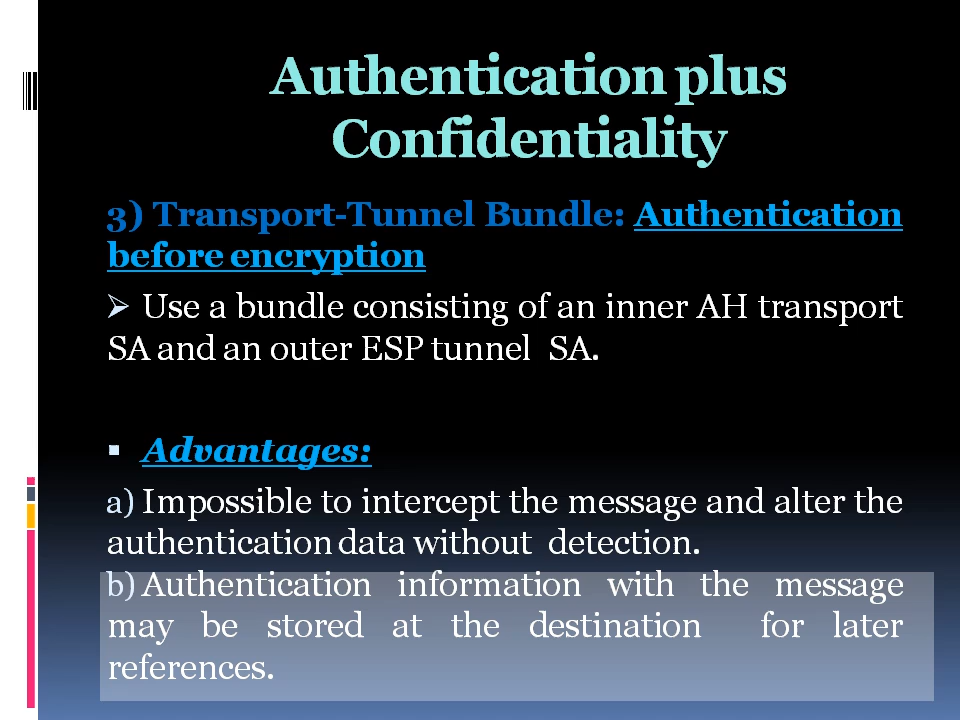 Authentication plus
Confidentiality
3) Transport-Tunnel Bundle: Authentication
before encryption
➢ Use a bundle consisting of an inner AH transport
SA and an outer ESP tunnel  SA.
▪ Advantages:
a) Impossible to intercept the message and alter the
authentication data without  detection.
b) Authentication information with the message
may be stored at the destination  for later
references.